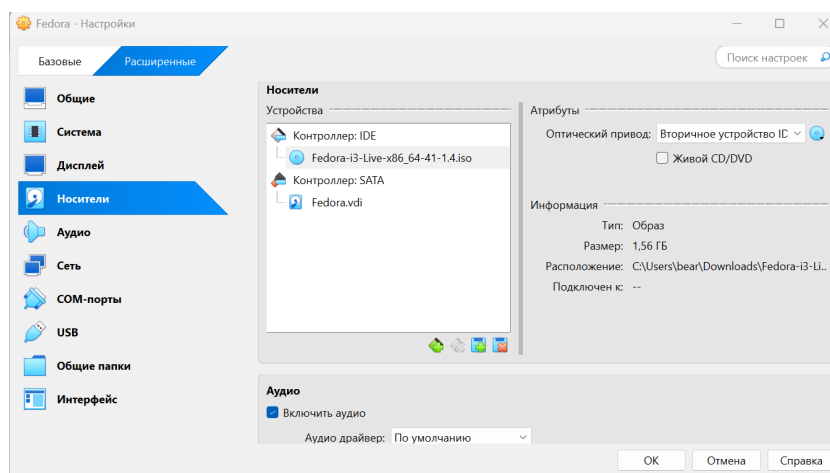 Fedora - Настройки
Базовые Расширенные Поиск настроек
Общие
Система
Дисплей
Носители
Аудио
Сеть
COM-порты
USB
Общие папки
Интерфейс
Носители
Устройства
Контроллер: IDE
Fedora-i3-Live-x86_64-41-1.4.iso
Контроллер: SATA
Fedora.vdi
Атрибуты
Оптический привод: Вторичное устройство ID
Живой CD/DVD
Информация
Тип: Образ
Размер: 1,56 ГБ
Расположение: C:\Users\bear\Downloads\Fedora-i3-Li..
Подключен к: --
Аудио
Включить аудио
Аудио драйвер: По умолчанию
ОК Отмена Справка